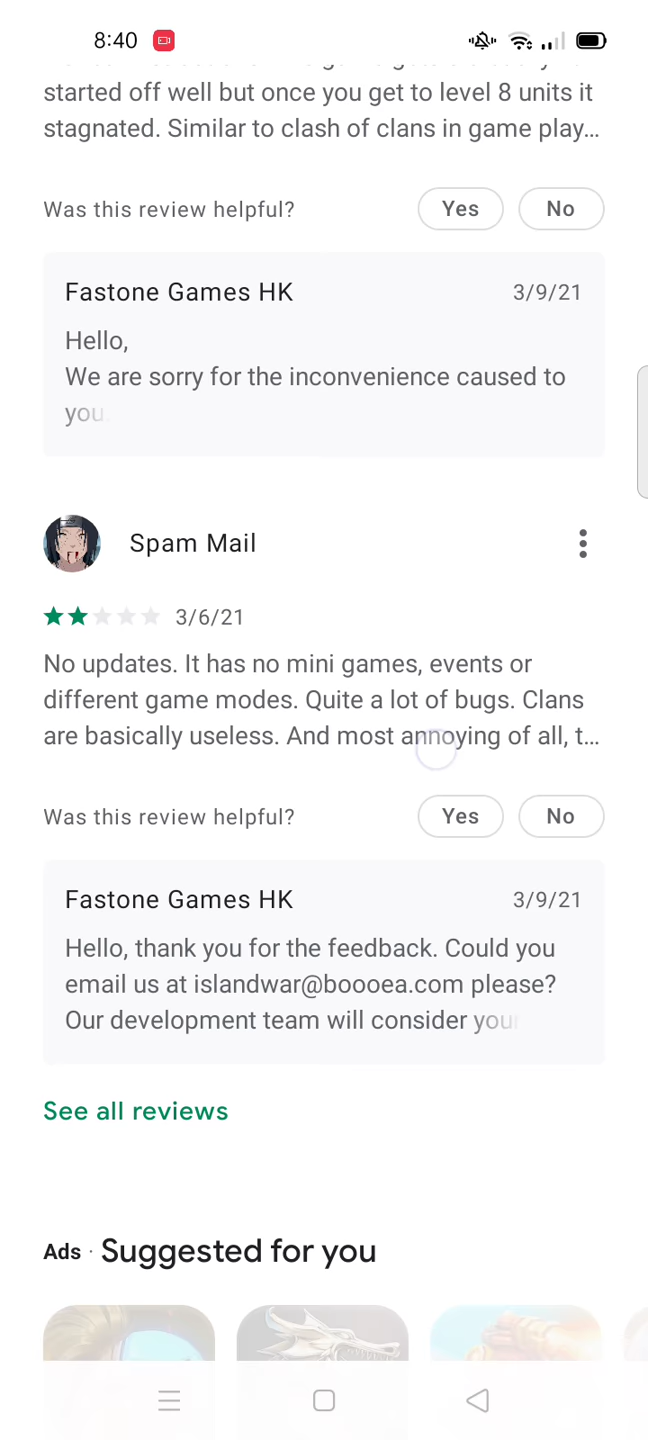 8:40
started off well but once you get to level 8 units it
stagnated. Similar to clash of clans in game play...
Was this review helpful?
Yes
No
Fastone Games HK
3/9/21
Hello,
We are sorry for the inconvenience caused to
you.
Spam Mail
3/6/21
No updates. It has no mini games, events or
different game modes. Quite a lot of bugs. Clans
are basically useless. And most annoying of all, t...
Was this review helpful?
Yes
No
Fastone Games HK
3/9/21
Hello, thank you for the feedback. Could you
email us at islandwar@boooea.com please?
Our development team will consider your
See all reviews
Ads · Suggested for you